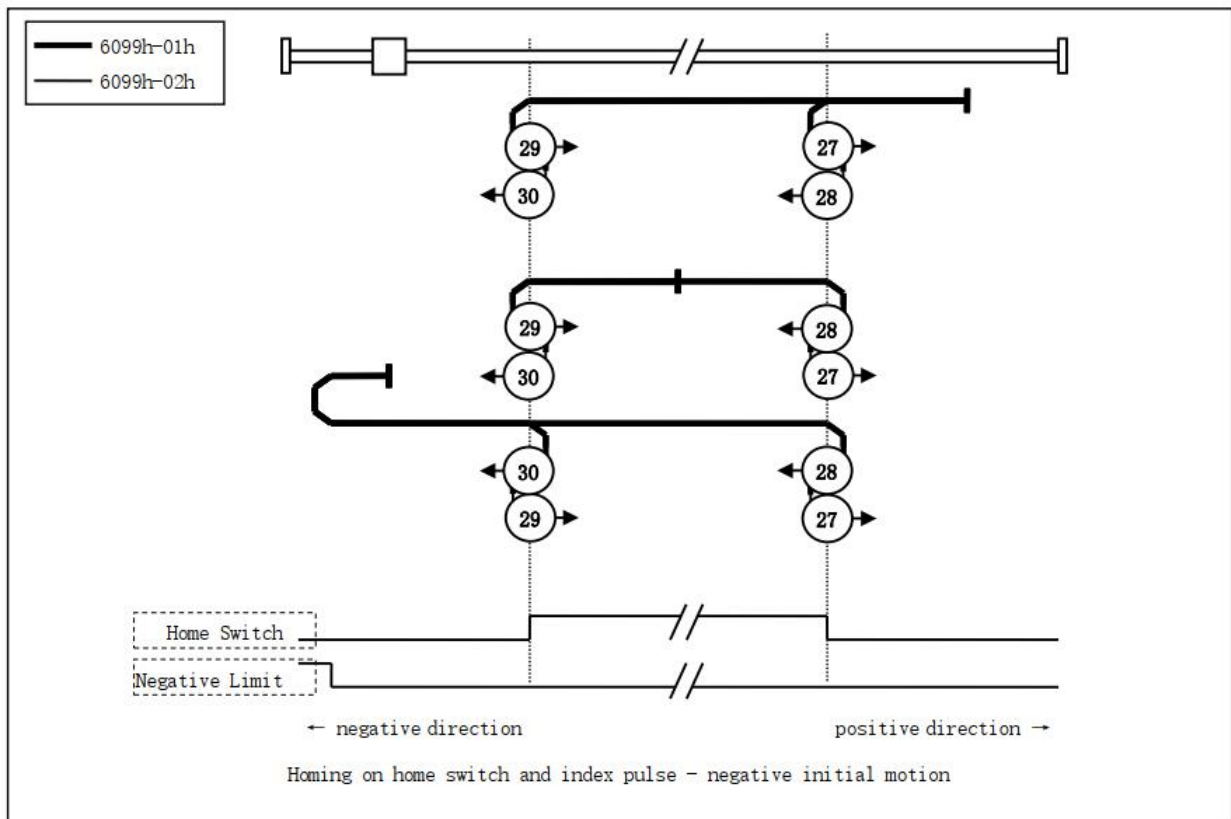 6099h-01h
6099h-02h
29
27
30
28
29
28
30
27
30
28
29
27
Home Switch
Negative Limit
← negative direction
positive direction →
Homing on home switch and index pulse - negative initial motion